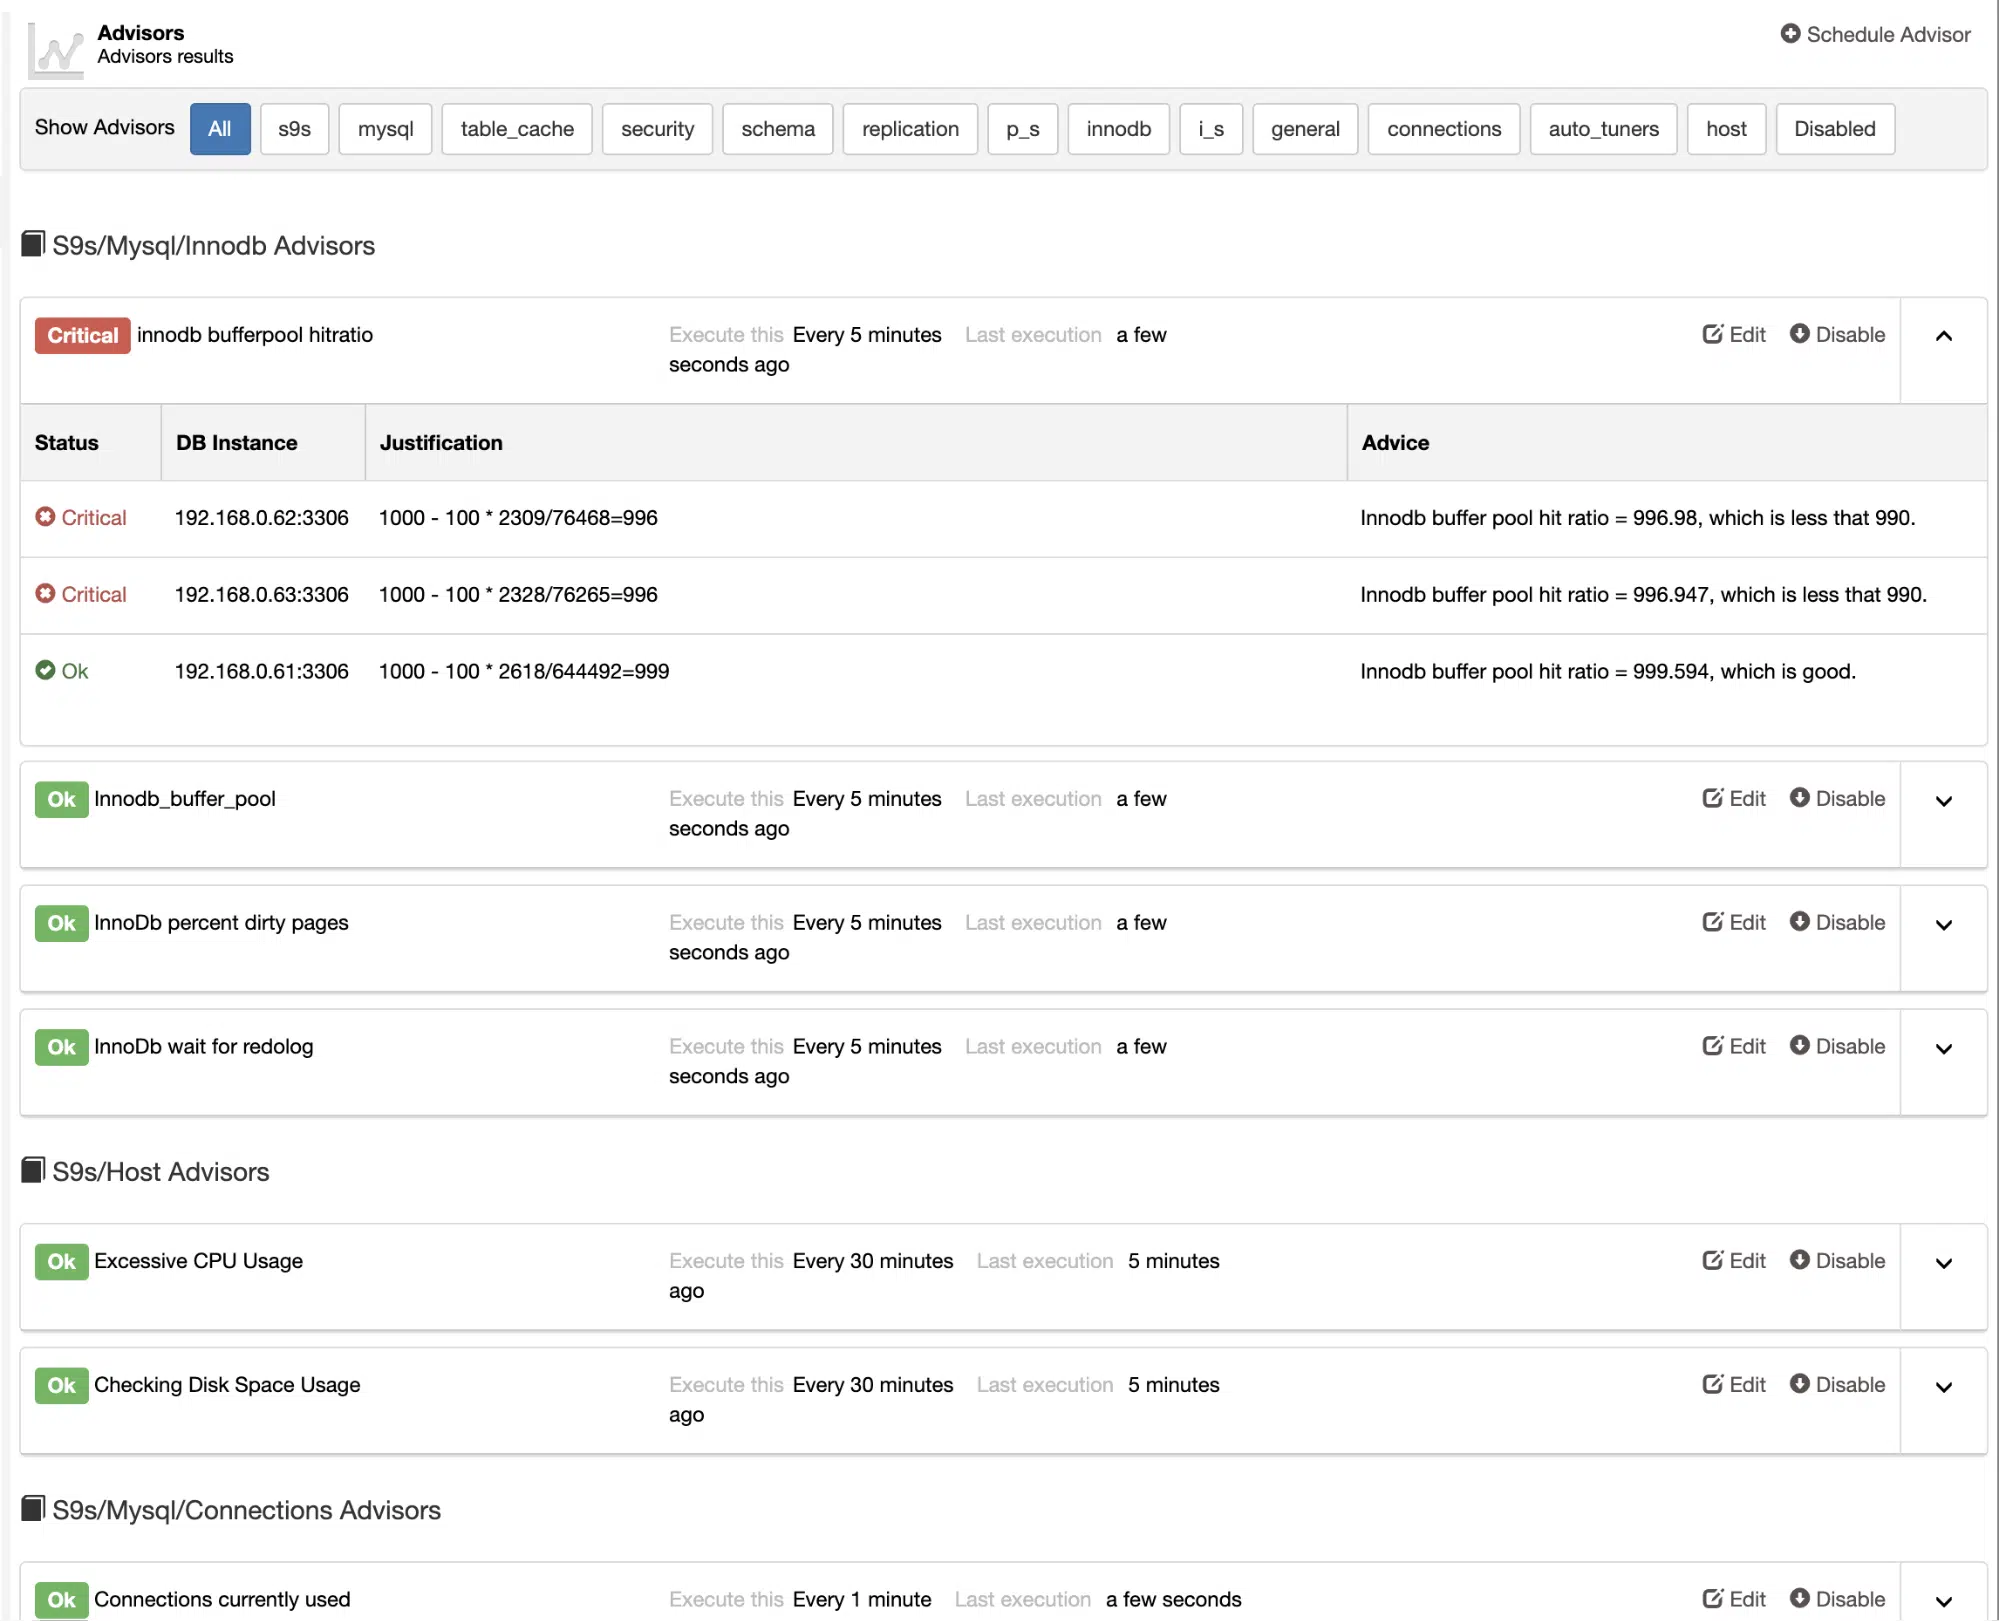 Advisors
Advisors results
Schedule Advisor
Show Advisors All s9s mysql table_cache security schema replication p_s innodb i_s general connections auto_tuners host Disabled
S9s/Mysql/Innodb Advisors
Critical innodb bufferpool hitratio Execute this Every 5 minutes Last execution a few Edit Disable
seconds ago
Status DB Instance Justification Advice
Critical 192.168.0.62:3306 1000 - 100 * 2309/76468=996 Innodb buffer pool hit ratio = 996.98, which is less that 990.
Critical 192.168.0.63:3306 1000 - 100 * 2328/76265=996 Innodb buffer pool hit ratio = 996.947, which is less that 990.
Ok 192.168.0.61:3306 1000 - 100 * 2618/644492=999 Innodb buffer pool hit ratio = 999.594, which is good.
Ok Innodb_buffer_pool Execute this Every 5 minutes Last execution a few Edit Disable
seconds ago
Ok InnoDb percent dirty pages Execute this Every 5 minutes Last execution a few Edit Disable
seconds ago
Ok InnoDb wait for redolog Execute this Every 5 minutes Last execution a few Edit Disable
seconds ago
S9s/Host Advisors
Ok Excessive CPU Usage Execute this Every 30 minutes Last execution 5 minutes Edit Disable
ago
Ok Checking Disk Space Usage Execute this Every 30 minutes Last execution 5 minutes Edit Disable
ago
S9s/Mysql/Connections Advisors
Ok Connections currently used Execute this Every 1 minute Last execution a few seconds Edit Disable